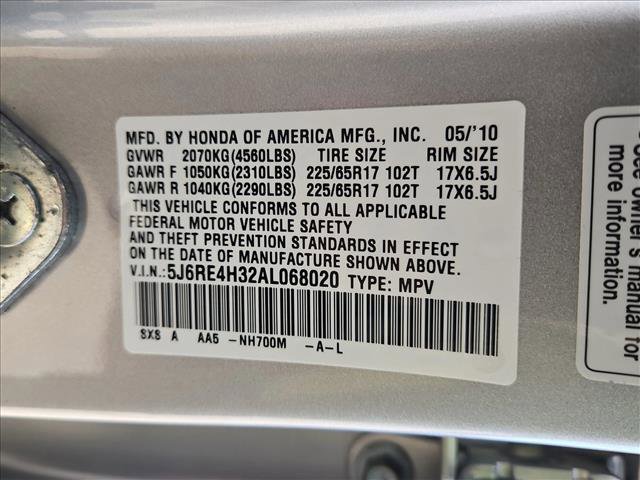 MFD. BY HONDA OF AMERICA MFG., INC. 05/'10
GVWR 2070KG(4560LBS) TIRE SIZE RIM SIZE
GAWR F 1050KG(2310LBS) 225/65R17 102T 17X6.5J
GAWR R 1040KG(2290LBS) 225/65R17 102T 17X6.5J
THIS VEHICLE CONFORMS TO ALL APPLICABLE
FEDERAL MOTOR VEHICLE SAFETY
AND THEFT PREVENTION STANDARDS IN EFFECT
ON THE DATE OF MANUFACTURE SHOWN ABOVE.
V.I.N.: 5J6RE4H32AL068020 TYPE: MPV
SXS A AA5 -NH700M -A-L
owner's
manual for
more
information.